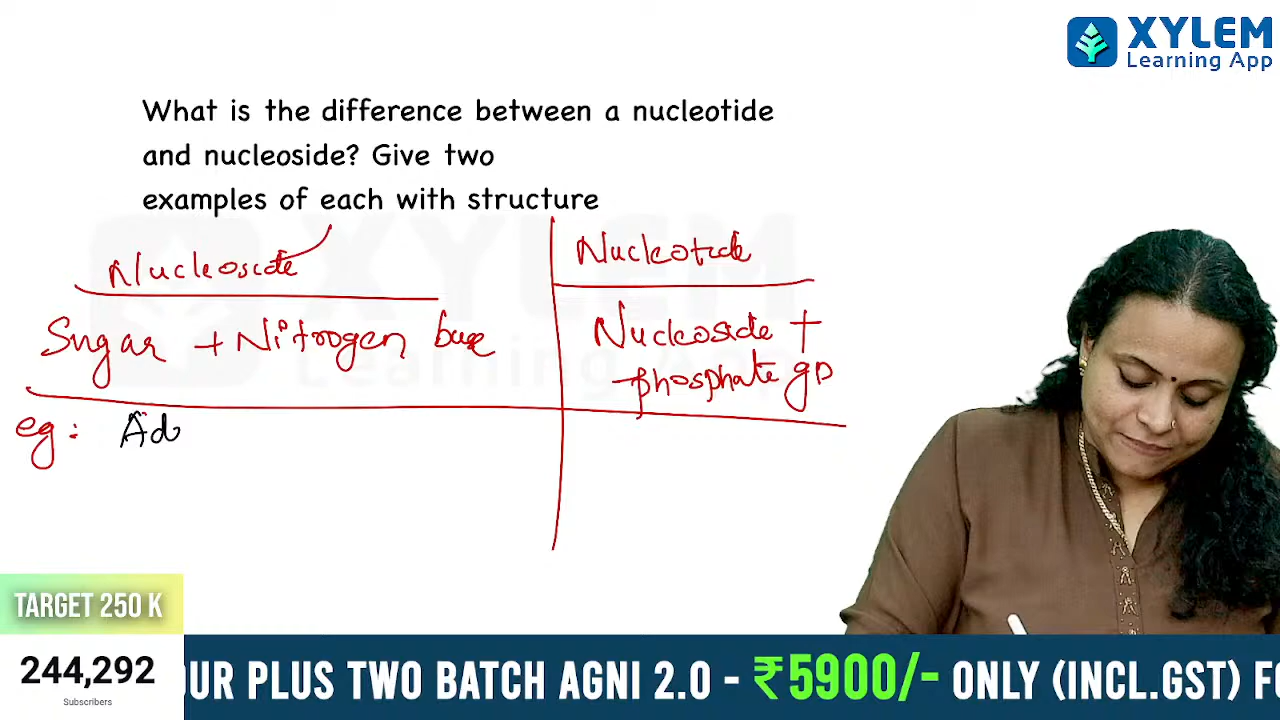 XYLEM
Learning App
What is the difference between a nucleotide
and nucleoside? Give two
examples of each with structure
Nucleoside
Nucleotide
Sugar + Nitrogen base
Nucleoside +
phosphate gp
eg: Ad
TARGET 250 K
244,292
Subscribers
OUR PLUS TWO BATCH AGNI 2.0 - ₹5900/- ONLY (INCL.GST) FO